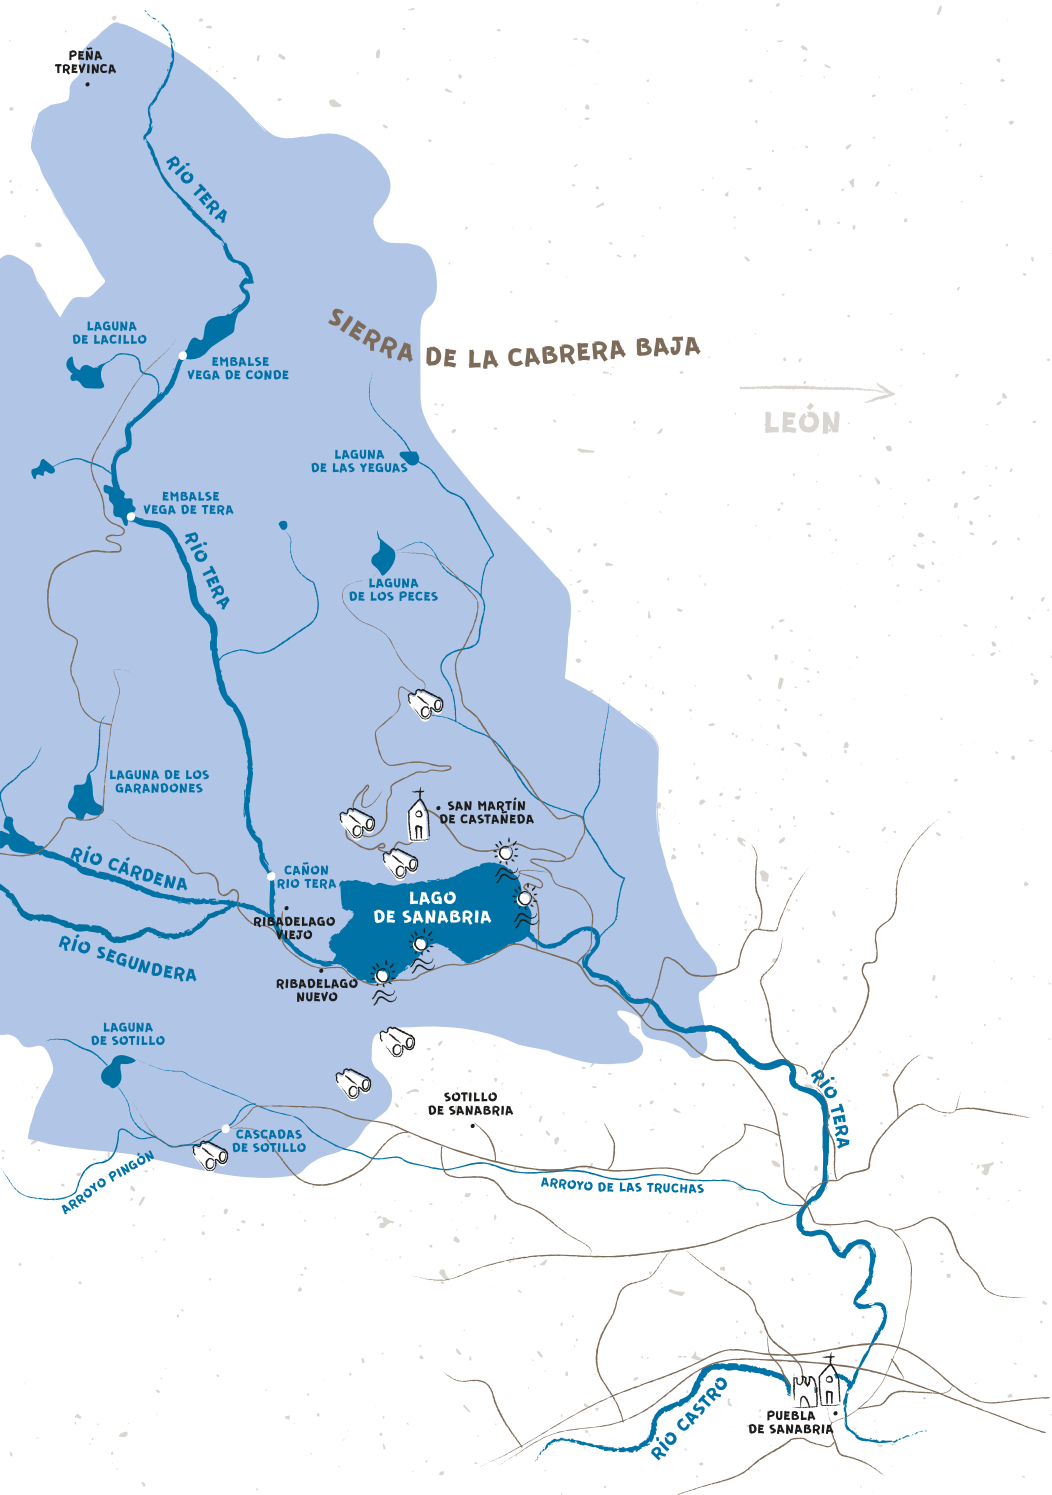 PEÑA
TREVINCA
RÍO TERA
LAGUNA
DE LACILLO
SIERRA DE LA CABRERA BAJA
EMBALSE
VEGA DE CONDE
LEÓN
LAGUNA
DE LAS YEGUAS
EMBALSE
VEGA DE TERA
RÍO TERA
LAGUNA
DE LOS PECES
LAGUNA DE LOS
GARANDONES
SAN MARTÍN
DE CASTAÑEDA
RÍO CÁRDENA
CAÑON
RIO TERA
LAGO
DE SANABRIA
RIBADELAGO
VIEJO
RÍO SEGUNDERA
RIBADELAGO
NUEVO
LAGUNA
DE SOTILLO
RÍO TERA
SOTILLO
DE SANABRIA
CASCADAS
DE SOTILLO
ARROYO PINGÓN
ARROYO DE LAS TRUCHAS
RÍO CASTRO
PUEBLA
DE SANABRIA